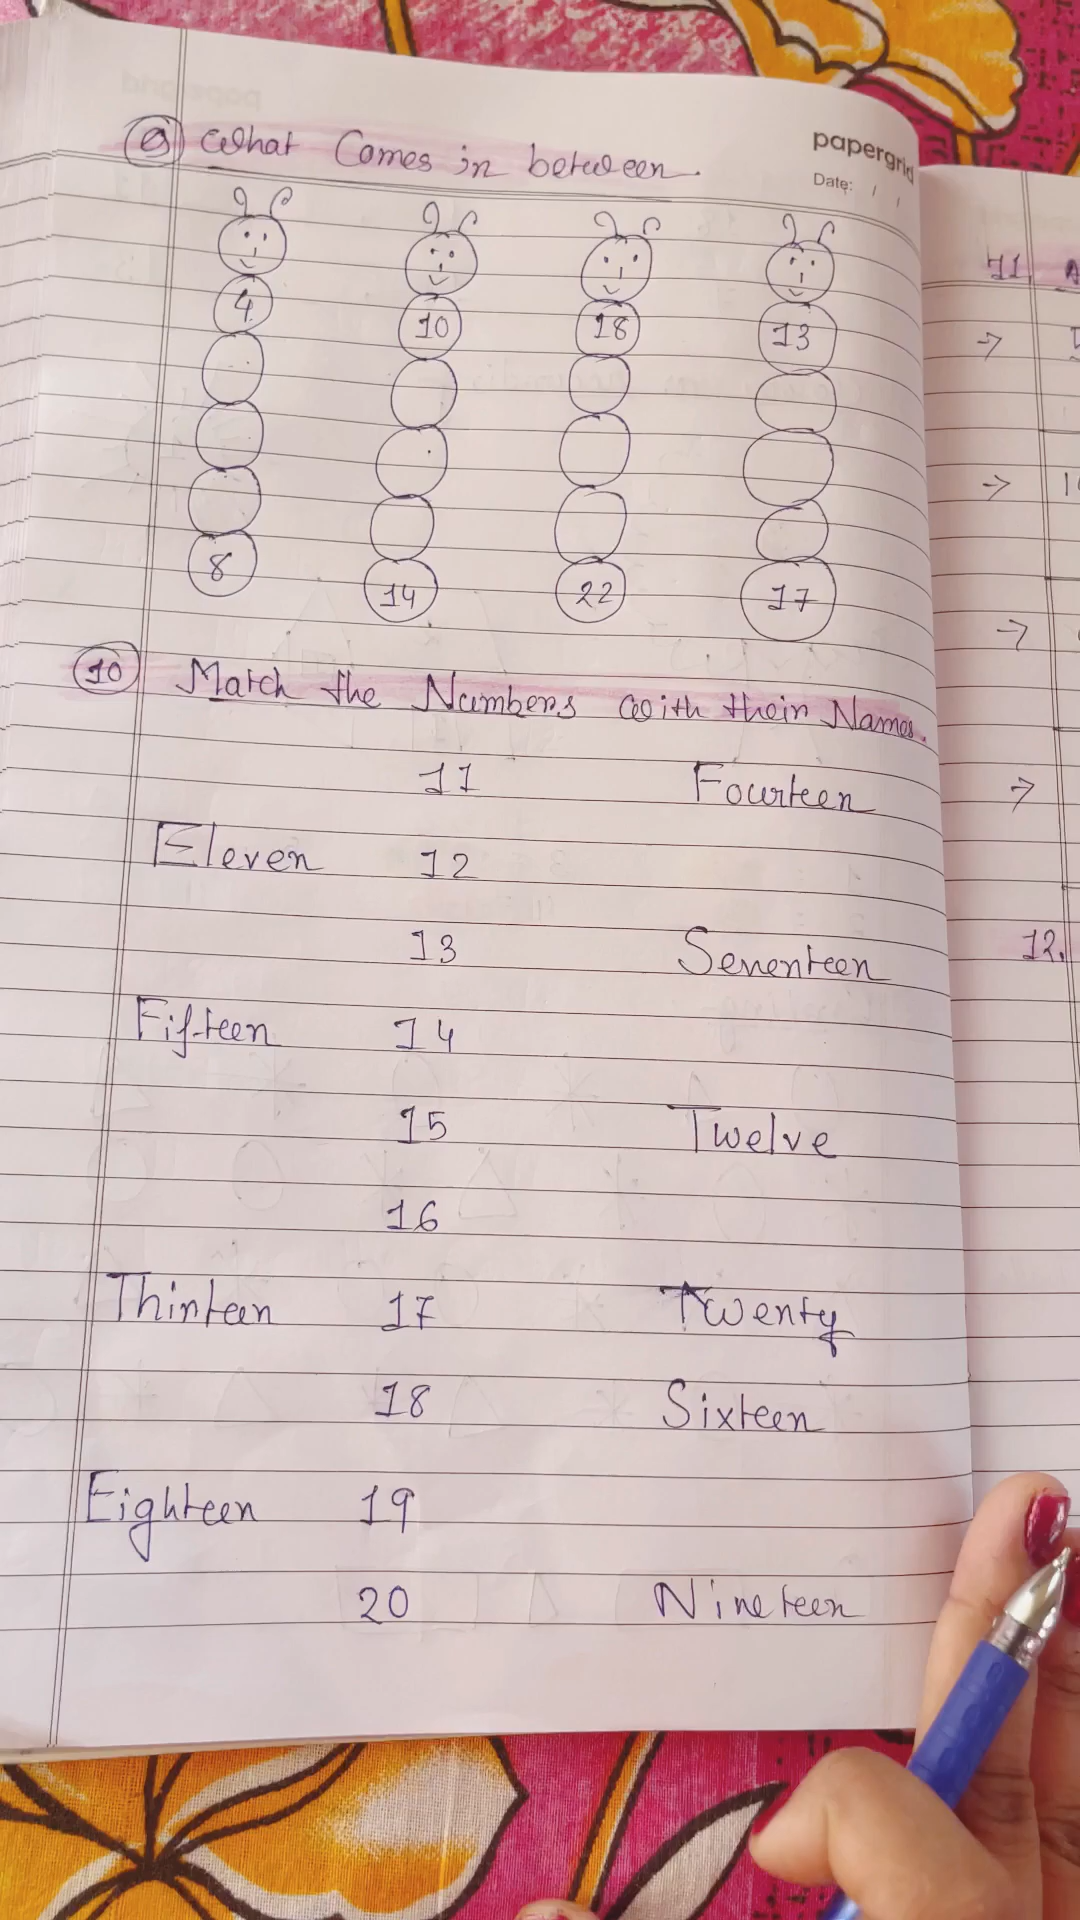 papergrid
Date: / /
9 What Comes in between.
4 10 18 13
8 14 22 17
10 Match the Numbers with their Names.
11 Fourteen
Eleven 12
13 Seventeen
Fifteen 14
15 Twelve
16
Thirteen 17 Twenty
18 Sixteen
Eighteen 19
20 Nineteen
11.
12.